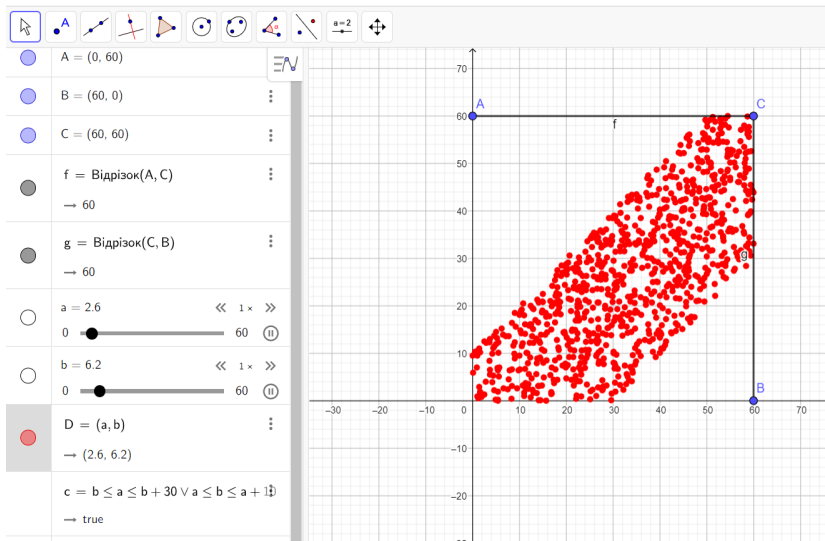 A
a = 2
A = (0, 60)
B = (60, 0)
C = (60, 60)
f = Відрізок(A, C)
→ 60
g = Відрізок(C, B)
→ 60
a = 2.6
1 ×
0 60
b = 6.2
1 ×
0 60
D = (a, b)
→ (2.6, 6.2)
c = b ≤ a ≤ b + 30 ∨ a ≤ b ≤ a + 10
→ true
70
60
50
40
30
20
10
0
−10
−20
−30 −20 −10 10 20 30 40 50 60 70
A
C
f
g
B